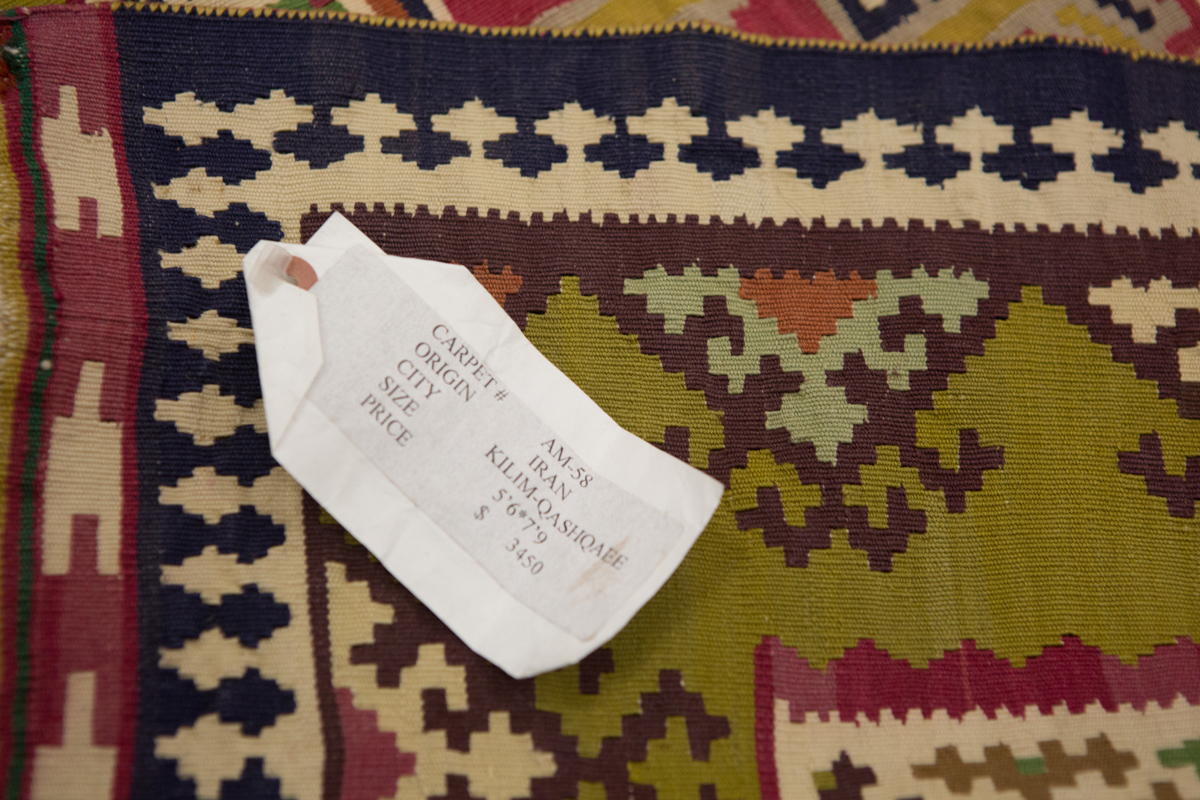 CARPET # AM-58
ORIGIN IRAN
CITY KILIM-QASHQAEE
SIZE 5'6*7'9
PRICE $ 3450